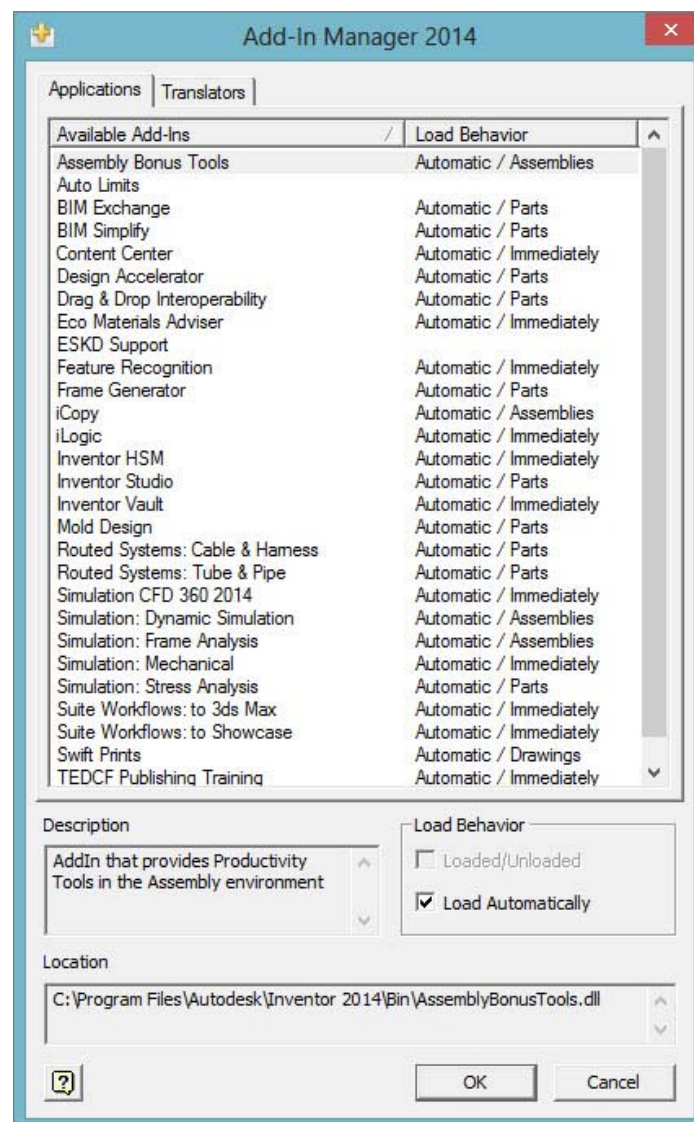 Add-In Manager 2014
Applications Translators
Available Add-Ins Load Behavior
Assembly Bonus Tools Automatic / Assemblies
Auto Limits
BIM Exchange Automatic / Parts
BIM Simplify Automatic / Parts
Content Center Automatic / Immediately
Design Accelerator Automatic / Parts
Drag & Drop Interoperability Automatic / Parts
Eco Materials Adviser Automatic / Immediately
ESKD Support
Feature Recognition Automatic / Immediately
Frame Generator Automatic / Parts
iCopy Automatic / Assemblies
iLogic Automatic / Immediately
Inventor HSM Automatic / Immediately
Inventor Studio Automatic / Parts
Inventor Vault Automatic / Immediately
Mold Design Automatic / Parts
Routed Systems: Cable & Harness Automatic / Parts
Routed Systems: Tube & Pipe Automatic / Parts
Simulation CFD 360 2014 Automatic / Immediately
Simulation: Dynamic Simulation Automatic / Assemblies
Simulation: Frame Analysis Automatic / Assemblies
Simulation: Mechanical Automatic / Immediately
Simulation: Stress Analysis Automatic / Parts
Suite Workflows: to 3ds Max Automatic / Immediately
Suite Workflows: to Showcase Automatic / Immediately
Swift Prints Automatic / Drawings
TEDCF Publishing Training Automatic / Immediately
Description
AddIn that provides Productivity
Tools in the Assembly environment
Load Behavior
Loaded/Unloaded
Load Automatically
Location
C:\Program Files\Autodesk\Inventor 2014\Bin\AssemblyBonusTools.dll
OK Cancel